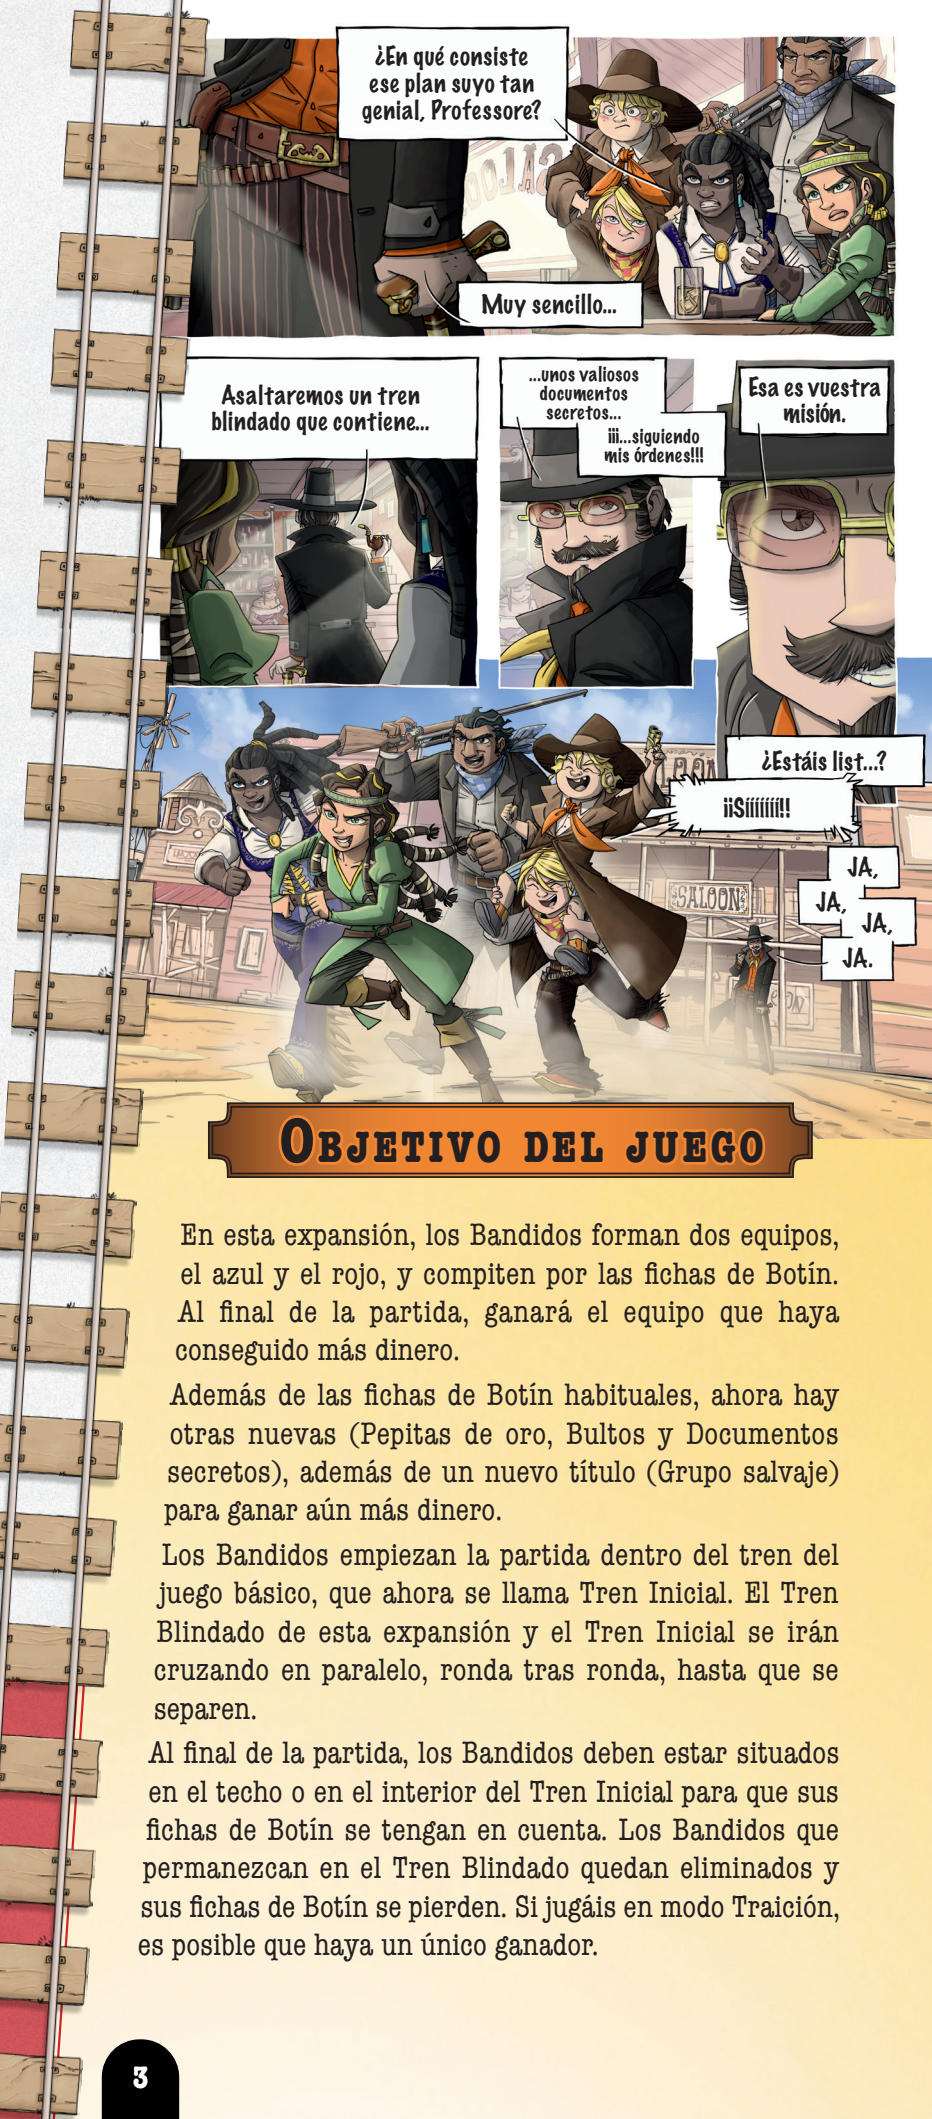 ¿En qué consiste
ese plan suyo tan
genial, Professore?
SALOO
Muy sencillo...
Asaltaremos un tren
blindado que contiene...
...unos valiosos
documentos
secretos...
¡¡¡...siguiendo
mis órdenes!!!
Esa es vuestra
misión.
¿Estáis list...?
¡¡Sííííííí!!
SALOON
JA,
JA,
JA,
JA.
OBJETIVO DEL JUEGO
En esta expansión, los Bandidos forman dos equipos,
el azul y el rojo, y compiten por las fichas de Botín.
Al final de la partida, ganará el equipo que haya
conseguido más dinero.
Además de las fichas de Botín habituales, ahora hay
otras nuevas (Pepitas de oro, Bultos y Documentos
secretos), además de un nuevo título (Grupo salvaje)
para ganar aún más dinero.
Los Bandidos empiezan la partida dentro del tren del
juego básico, que ahora se llama Tren Inicial. El Tren
Blindado de esta expansión y el Tren Inicial se irán
cruzando en paralelo, ronda tras ronda, hasta que se
separen.
Al final de la partida, los Bandidos deben estar situados
en el techo o en el interior del Tren Inicial para que sus
fichas de Botín se tengan en cuenta. Los Bandidos que
permanezcan en el Tren Blindado quedan eliminados y
sus fichas de Botín se pierden. Si jugáis en modo Traición,
es posible que haya un único ganador.
3